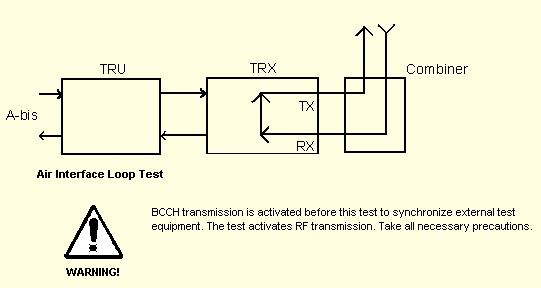 TRU
TRX
Combiner
A-bis
TX
RX
Air Interface Loop Test
BCCH transmission is activated before this test to synchronize external test
equipment. The test activates RF transmission. Take all necessary precautions.
WARNING!